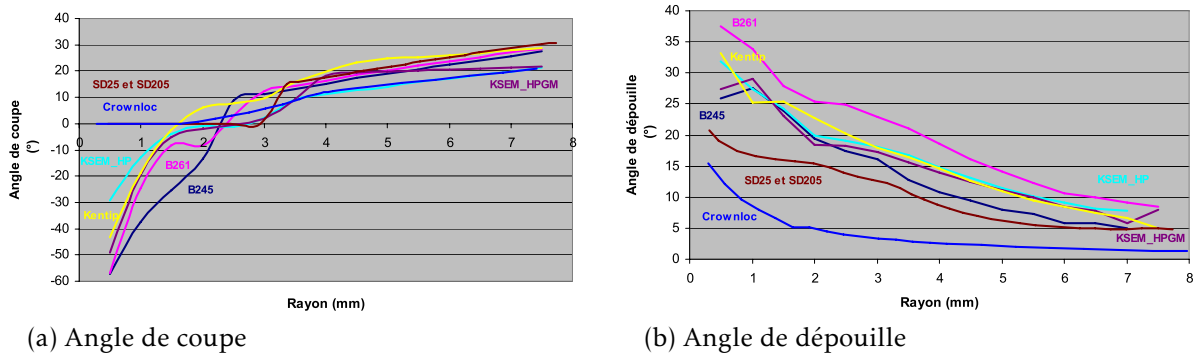 40
30
20
10
0
-10
-20
-30
-40
-50
-60
Angle de coupe
(°)
SD25 et SD205
Crownloc
KSEM_HPGM
KSEM_HP
B261
B245
Kentip
1 2 3 4 5 6 7 8
Rayon (mm)
(a) Angle de coupe
40
35
30
25
20
15
10
5
0
Angle de dépouille
(°)
B261
Kentip
B245
SD25 et SD205
KSEM_HP
Crownloc
KSEM_HPGM
0 1 2 3 4 5 6 7 8
Rayon (mm)
(b) Angle de dépouille